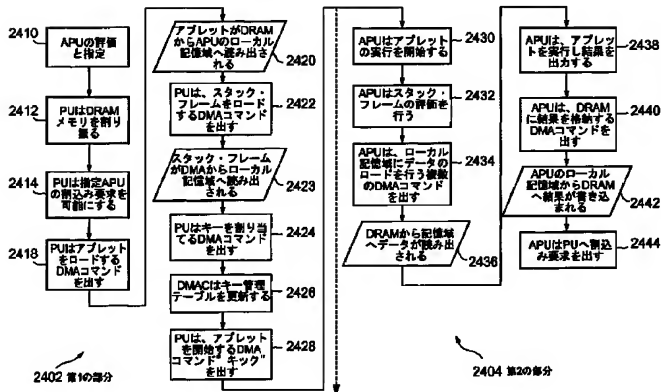 2410
APUの評価
と指定
2412
PUはDRAM
メモリを割り
振る
2414
PUは指定APU
の割込み要求を
可能にする
2418
PUはアプレット
をロードする
DMAコマンド
を出す
2402 第1の部分
アプレットがDRAM
からAPUのローカル
記憶域へ読み出さ
れる
2420
PUは、スタック・
フレームをロード
するDMAコマンド
を出す
2422
スタック・フレーム
がDMAからローカル
記憶域へ読み出さ
れる
2423
PUはキーを割り当
てるDMAコマンド
を出す
2424
DMACはキー管理
テーブルを更新する
2426
PUは、アプレット
を開始するDMA
コマンド"キック"
を出す
2428
APUはアプレット
の実行を開始する
2430
APUはスタック・
フレームの評価を
行う
2432
APUは、ローカル
記憶域にデータの
ロードを行う複数
のDMAコマンド
を出す
2434
DRAMから記憶域
へデータが読み出
される
2436
2404 第2の部分
APUは、アプレッ
トを実行し結果を
出力する
2438
APUは、DRAM
に結果を格納する
DMAコマンドを
出す
2440
APUのローカル
記憶域からDRAM
へ結果が書き込
まれる
2442
APUはPUへ割込
み要求を出す
2444